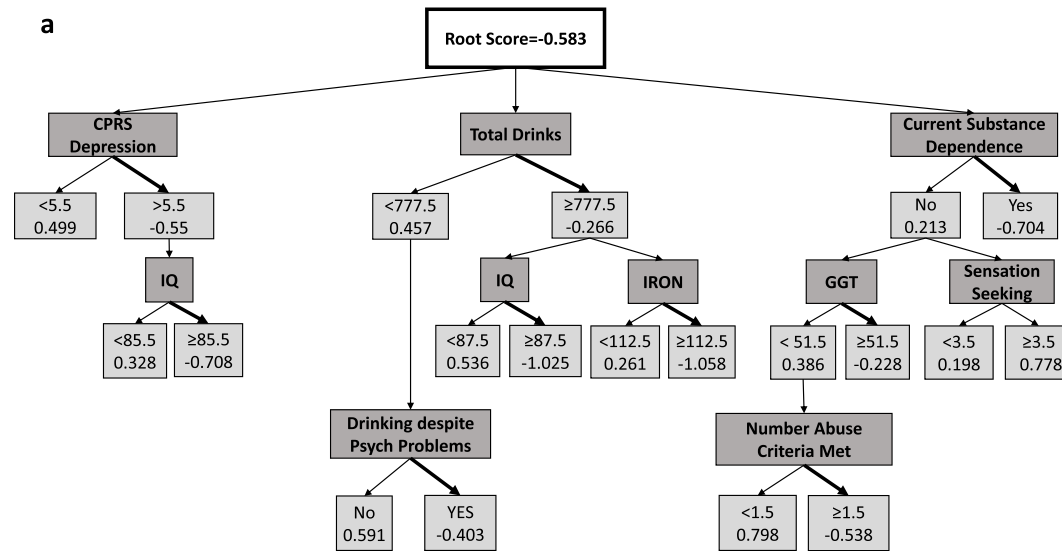 a
Root Score=-0.583
CPRS
Depression
Total Drinks
Current Substance
Dependence
<5.5
0.499
>5.5
-0.55
<777.5
0.457
≥777.5
-0.266
No
0.213
Yes
-0.704
IQ
IQ
IRON
GGT
Sensation
Seeking
<85.5
0.328
≥85.5
-0.708
<87.5
0.536
≥87.5
-1.025
<112.5
0.261
≥112.5
-1.058
< 51.5
0.386
≥51.5
-0.228
<3.5
0.198
≥3.5
0.778
Drinking despite
Psych Problems
Number Abuse
Criteria Met
No
0.591
YES
-0.403
<1.5
0.798
≥1.5
-0.538